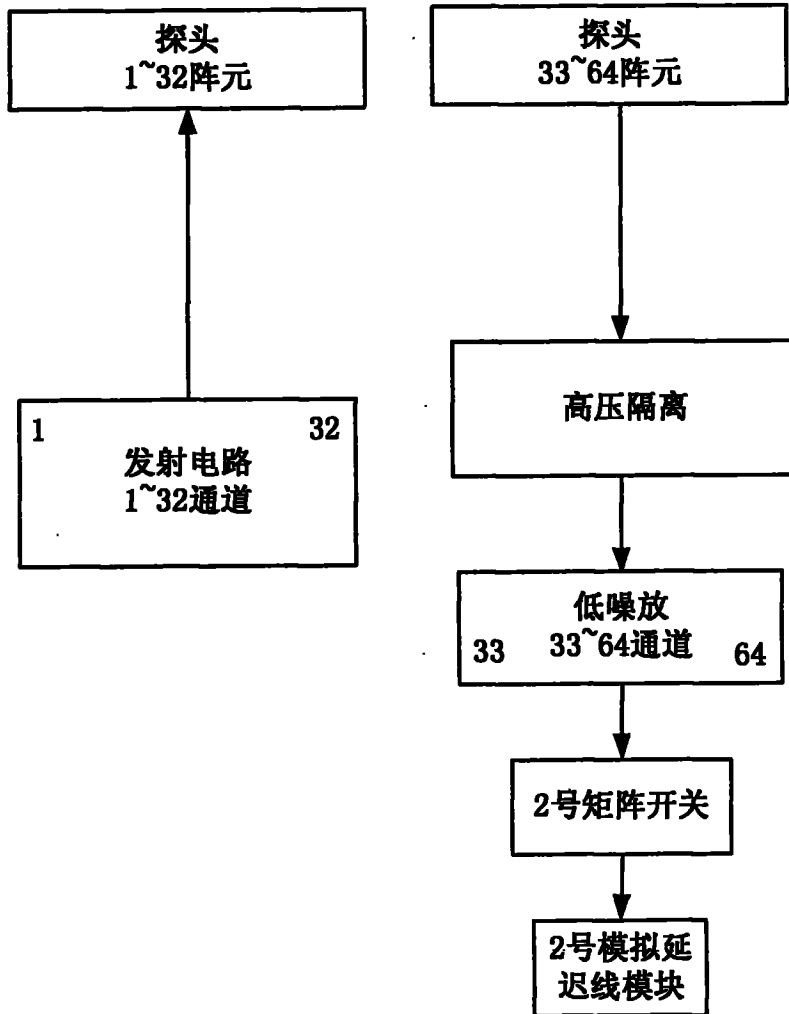 探头
1~32阵元
探头
33~64阵元
1
32
发射电路
1~32通道
高压隔离
低噪放
33~64通道
33
64
2号矩阵开关
2号模拟延
迟线模块